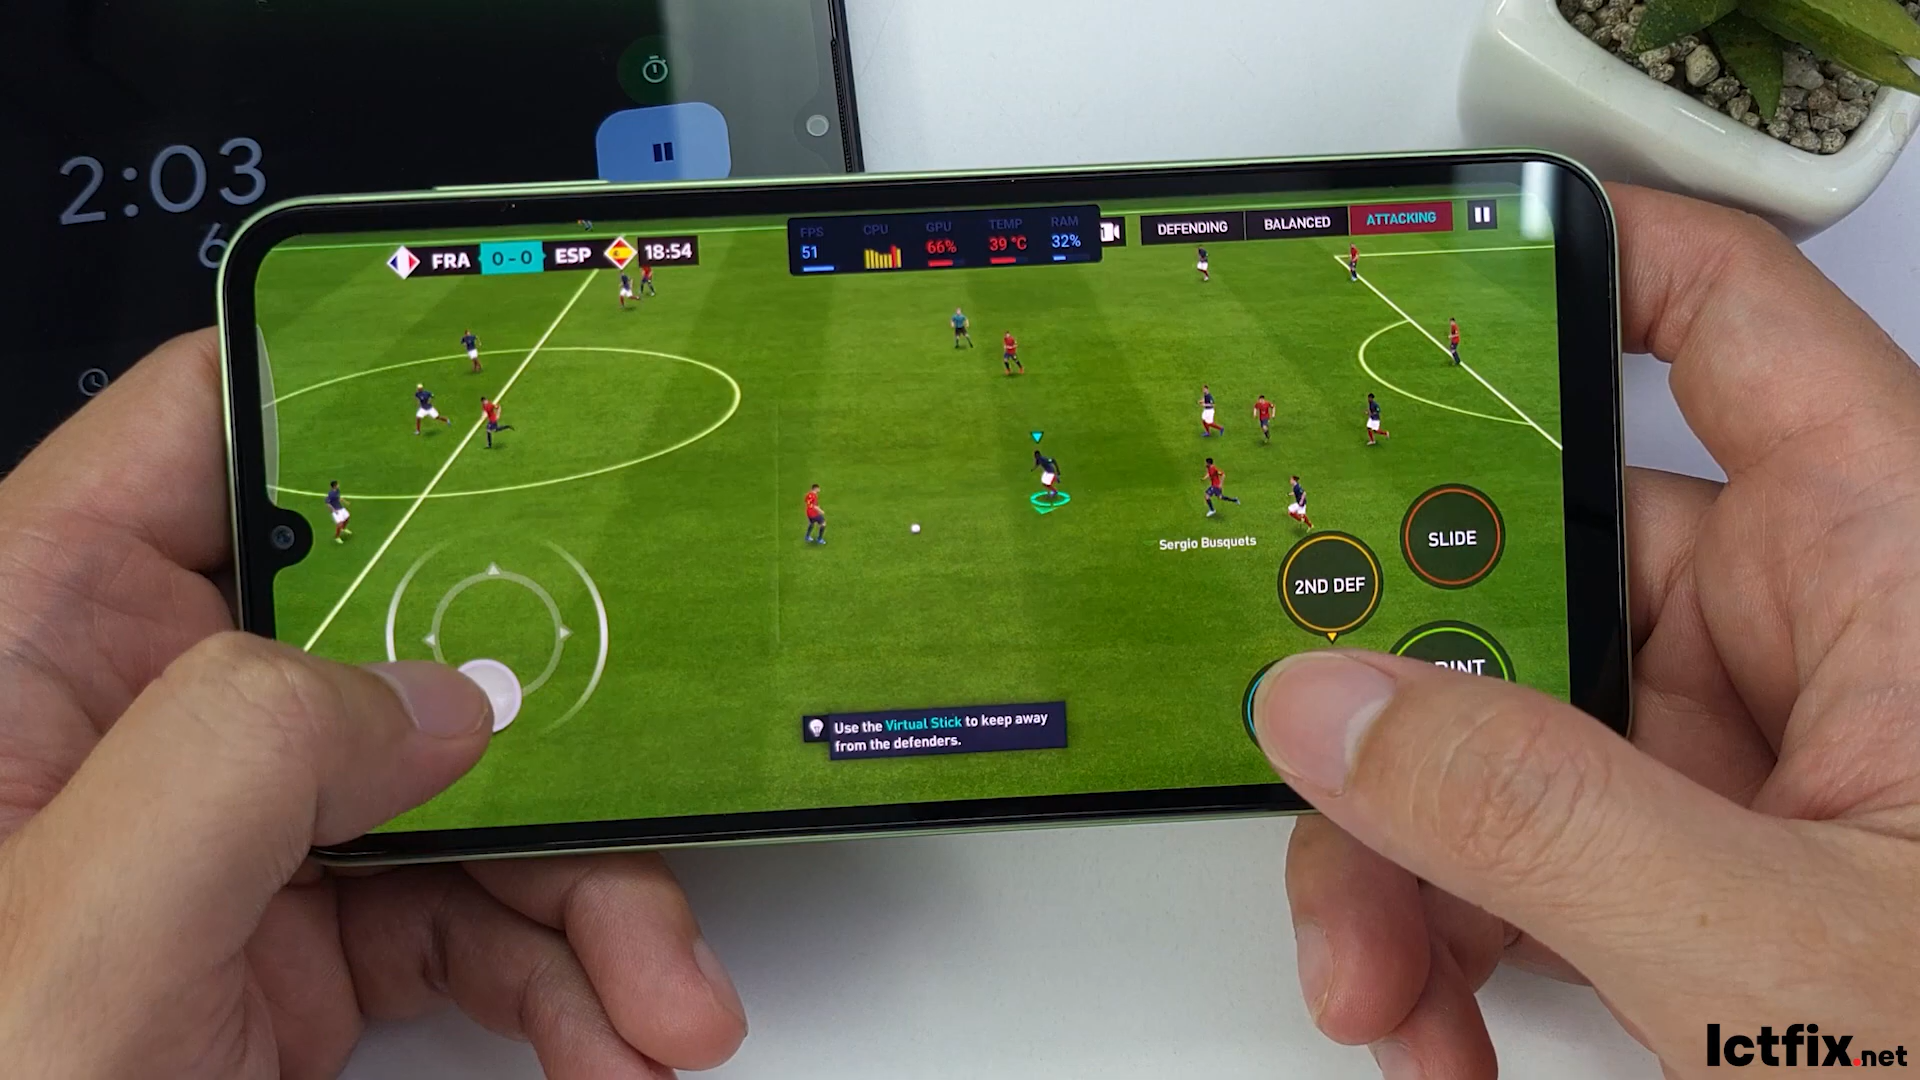 2:03
6
FRA 0-0 ESP 18:54
FPS CPU GPU TEMP RAM
51 66% 39 °C 32%
DEFENDING BALANCED ATTACKING
Sergio Busquets
SLIDE
2ND DEF
Use the Virtual Stick to keep away
from the defenders.
Ictfix.net